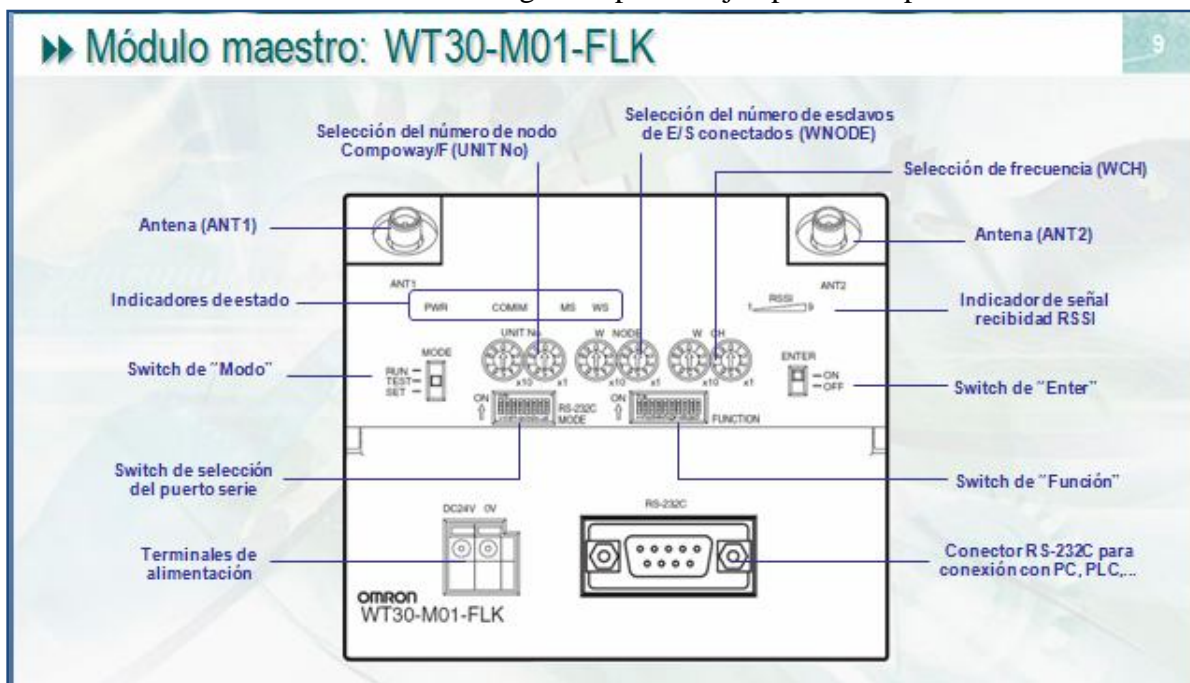 Módulo maestro: WT30-M01-FLK
9
Selección del número de nodo
Compoway/F (UNIT No)
Selección del número de esclavos
de E/S conectados (WNODE)
Selección de frecuencia (WCH)
Antena (ANT1)
Antena (ANT2)
Indicadores de estado
Indicador de señal
recibidad RSSI
ANT1
ANT2
PWR COMM MS WS
RSSI
1 9
UNIT No
W NODE
W CH
x10 x1 x10 x1 x10 x1
Switch de "Modo"
MODE
RUN
TEST
SET
ENTER
ON
OFF
Switch de "Enter"
ON
RS-232C
MODE
ON
FUNCTION
Switch de selección
del puerto serie
Switch de "Función"
DC24V 0V
RS-232C
Terminales de
alimentación
Conector RS-232C para
conexión con PC, PLC,...
OMRON
WT30-M01-FLK